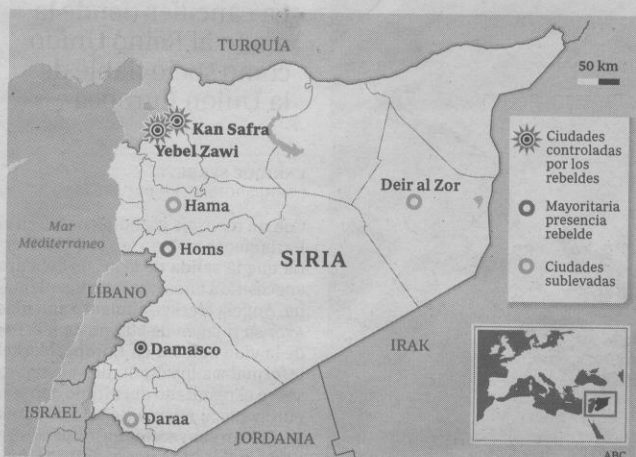 TURQUÍA
50 km
Kan Safra
Yebel Zawi
Hama
Deir al Zor
Mar
Mediterráneo
Homs
SIRIA
LÍBANO
IRAK
Damasco
ISRAEL
Daraa
JORDANIA
Ciudades
controladas
por los
rebeldes
Mayoritaria
presencia
rebelde
Ciudades
sublevadas
ABC